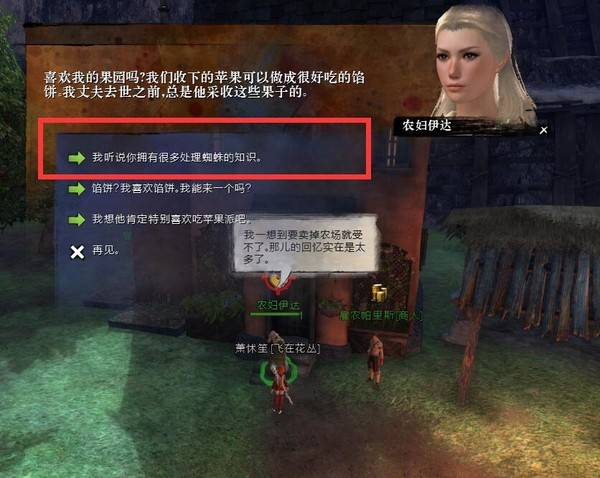 喜欢我的果园吗?我们收下的苹果可以做成很好吃的馅
饼。我丈夫去世之前,总是他采收这些果子的。
农妇伊达
我听说你拥有很多处理蜘蛛的知识。
馅饼?我喜欢馅饼。我能来一个吗?
我想他肯定特别喜欢吃苹果派吧。
再见。
我一想到要卖掉农场就受
不了。那儿的回忆实在是太
多了。
农妇伊达
雇农帕里斯[商人]
萧休笙[飞在花丛]